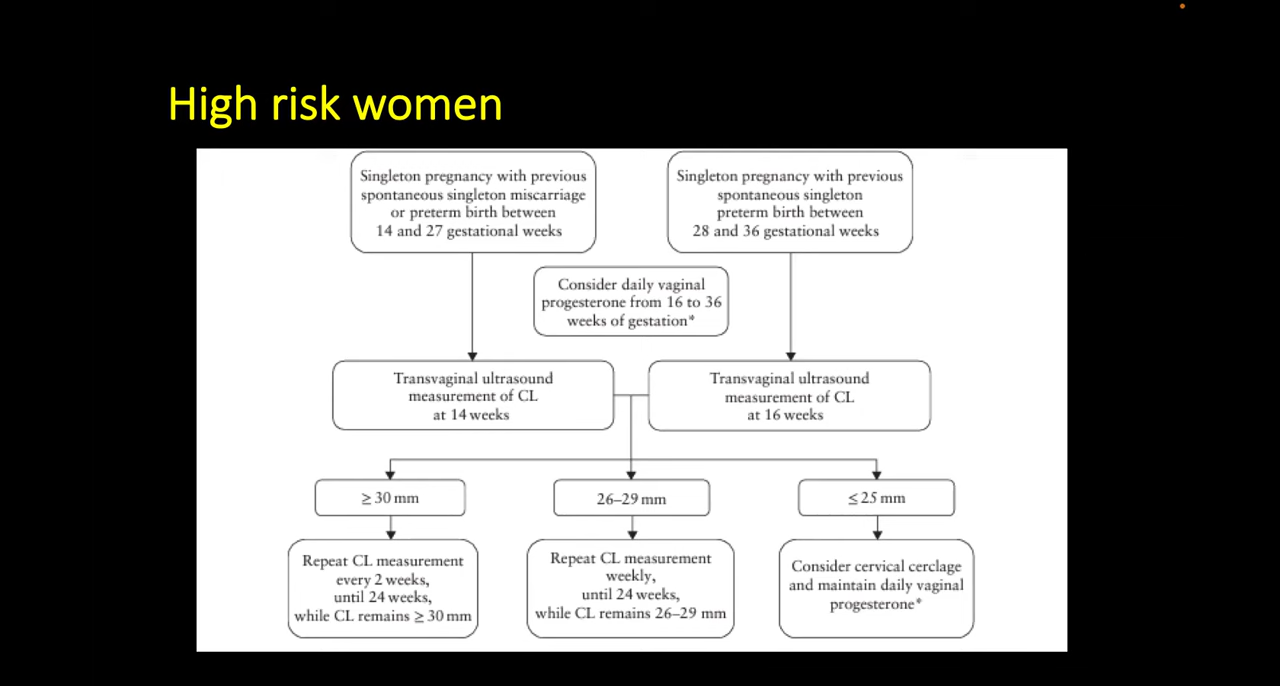 High risk women
Singleton pregnancy with previous
spontaneous singleton miscarriage
or preterm birth between
14 and 27 gestational weeks
Singleton pregnancy with previous
spontaneous singleton
preterm birth between
28 and 36 gestational weeks
Consider daily vaginal
progesterone from 16 to 36
weeks of gestation*
Transvaginal ultrasound
measurement of CL
at 14 weeks
Transvaginal ultrasound
measurement of CL
at 16 weeks
≥ 30 mm
26–29 mm
≤ 25 mm
Repeat CL measurement
every 2 weeks,
until 24 weeks,
while CL remains ≥ 30 mm
Repeat CL measurement
weekly,
until 24 weeks,
while CL remains 26–29 mm
Consider cervical cerclage
and maintain daily vaginal
progesterone*